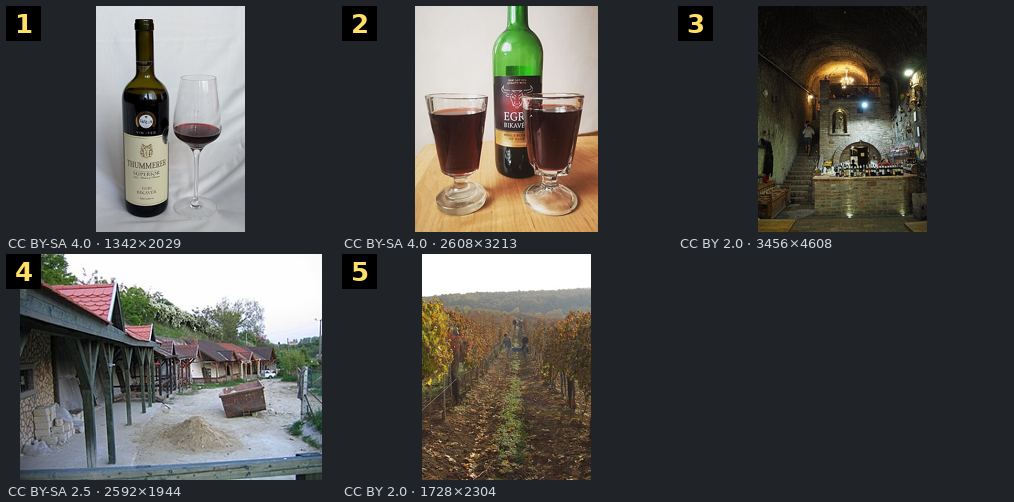 1
2
3
THUMMERER
SUPERIOR
EGRI
BIKAVÉR
EGRI
BIKAVÉR
CC BY-SA 4.0 · 1342×2029
CC BY-SA 4.0 · 2608×3213
CC BY 2.0 · 3456×4608
4
5
CC BY-SA 2.5 · 2592×1944
CC BY 2.0 · 1728×2304